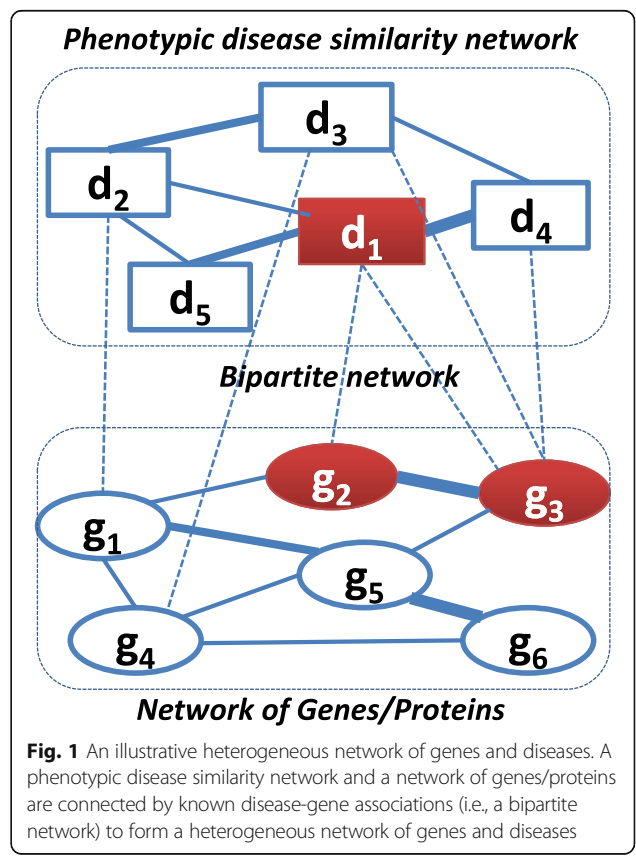 Phenotypic disease similarity network
d3
d2
d1
d4
d5
Bipartite network
g2
g3
g1
g5
g4
g6
Network of Genes/Proteins
Fig. 1 An illustrative heterogeneous network of genes and diseases. A
phenotypic disease similarity network and a network of genes/proteins
are connected by known disease-gene associations (i.e., a bipartite
network) to form a heterogeneous network of genes and diseases